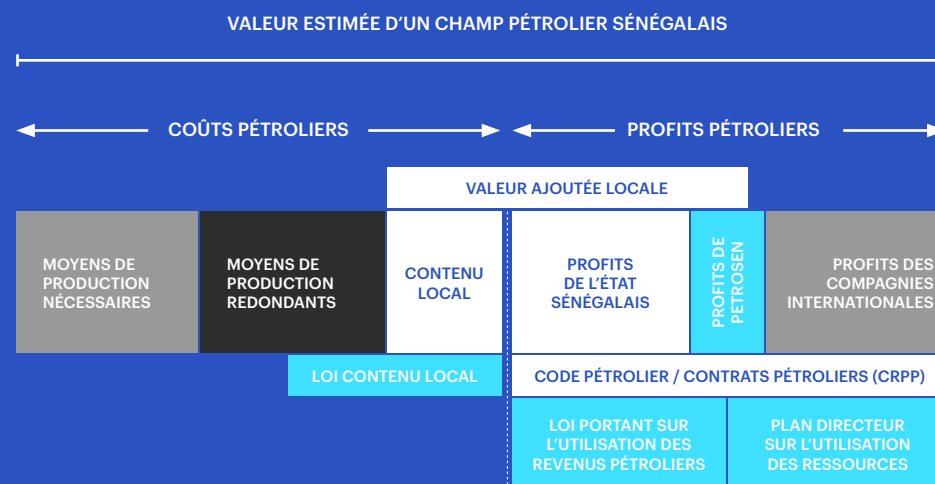 VALEUR ESTIMÉE D'UN CHAMP PÉTROLIER SÉNÉGALAIS
COÛTS PÉTROLIERS
PROFITS PÉTROLIERS
VALEUR AJOUTÉE LOCALE
MOYENS DE
PRODUCTION
NÉCESSAIRES
MOYENS DE
PRODUCTION
REDONDANTS
CONTENU
LOCAL
PROFITS
DE L'ÉTAT
SÉNÉGALAIS
PROFITS DE
PETROSEN
PROFITS DES
COMPAGNIES
INTERNATIONALES
LOI CONTENU LOCAL
CODE PÉTROLIER / CONTRATS PÉTROLIERS (CRPP)
LOI PORTANT SUR
L'UTILISATION DES
REVENUS PÉTROLIERS
PLAN DIRECTEUR
SUR L'UTILISATION
DES RESSOURCES